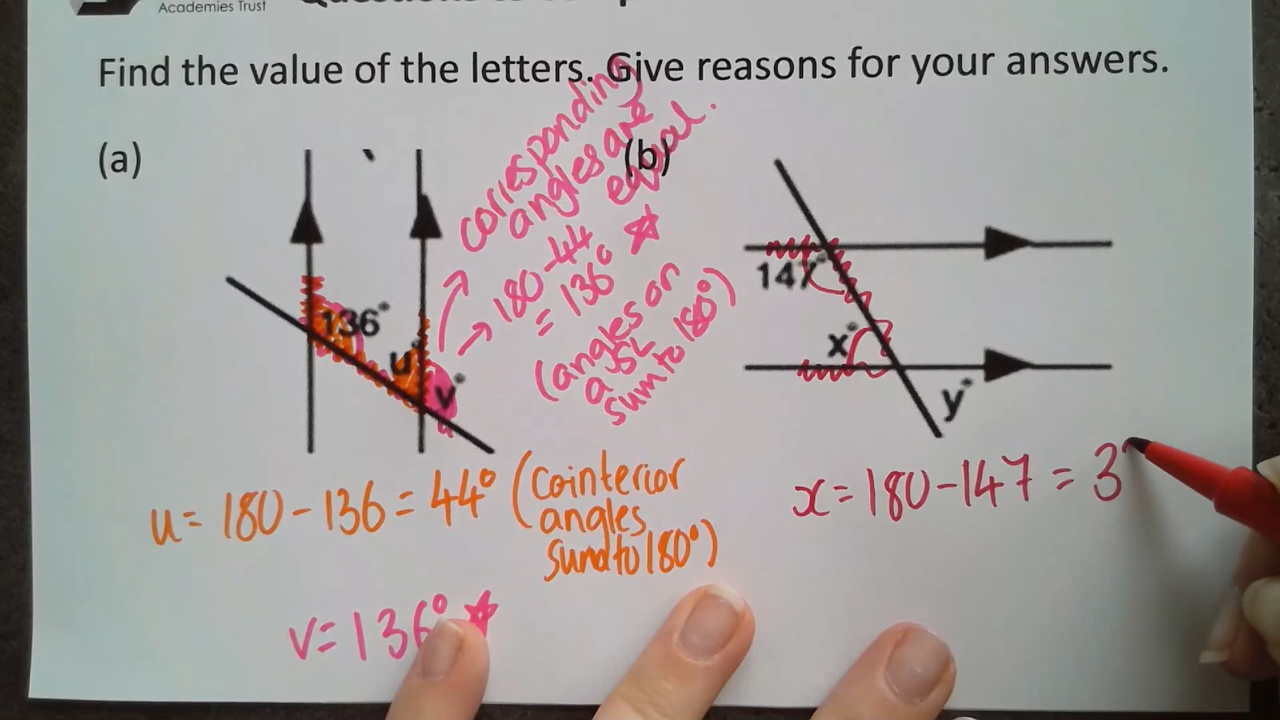 Academies Trust
Find the value of the letters. Give reasons for your answers.
(a)
136°
u°
v°
corresponding
angles are
equal.
180-44
= 136° ☆
(angles on
a SL
sum to 180°)
u = 180 - 136 = 44° (Cointerior
angles
sum to 180°)
v = 136° ☆
(b)
147°
x°
y°
x = 180 - 147 = 3